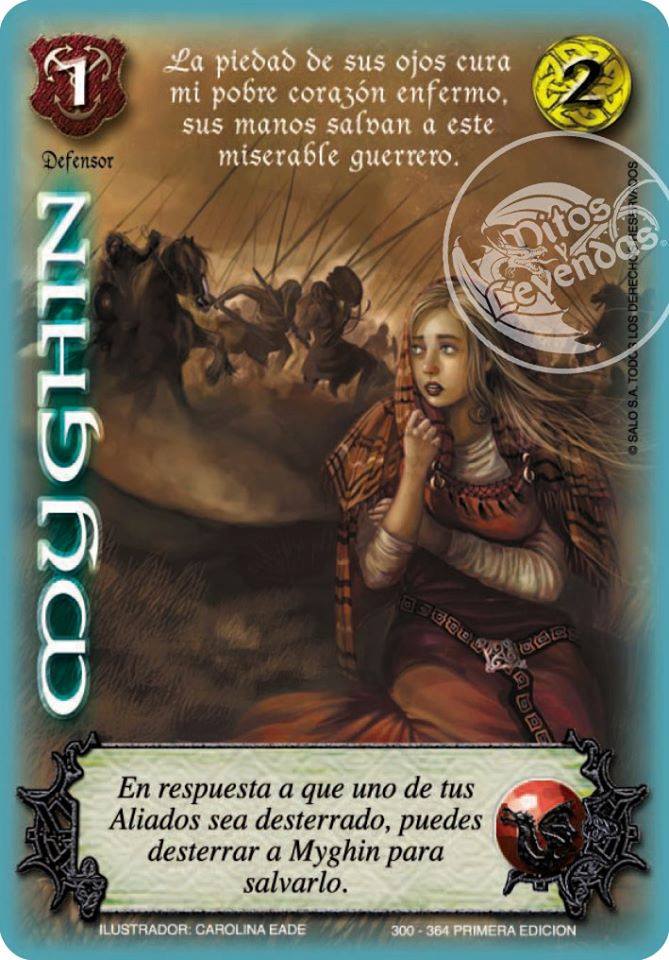 1
Defensor
La piedad de sus ojos cura
mi pobre corazón enfermo,
sus manos salvan a este
miserable guerrero.
2
Mitos
y
Leyendas
©
MYGHIN
© SALO S.A. TODOS LOS DERECHOS RESERVADOS
En respuesta a que uno de tus
Aliados sea desterrado, puedes
desterrar a Myghin para
salvarlo.
ILUSTRADOR: CAROLINA EADE
300 - 364 PRIMERA EDICION